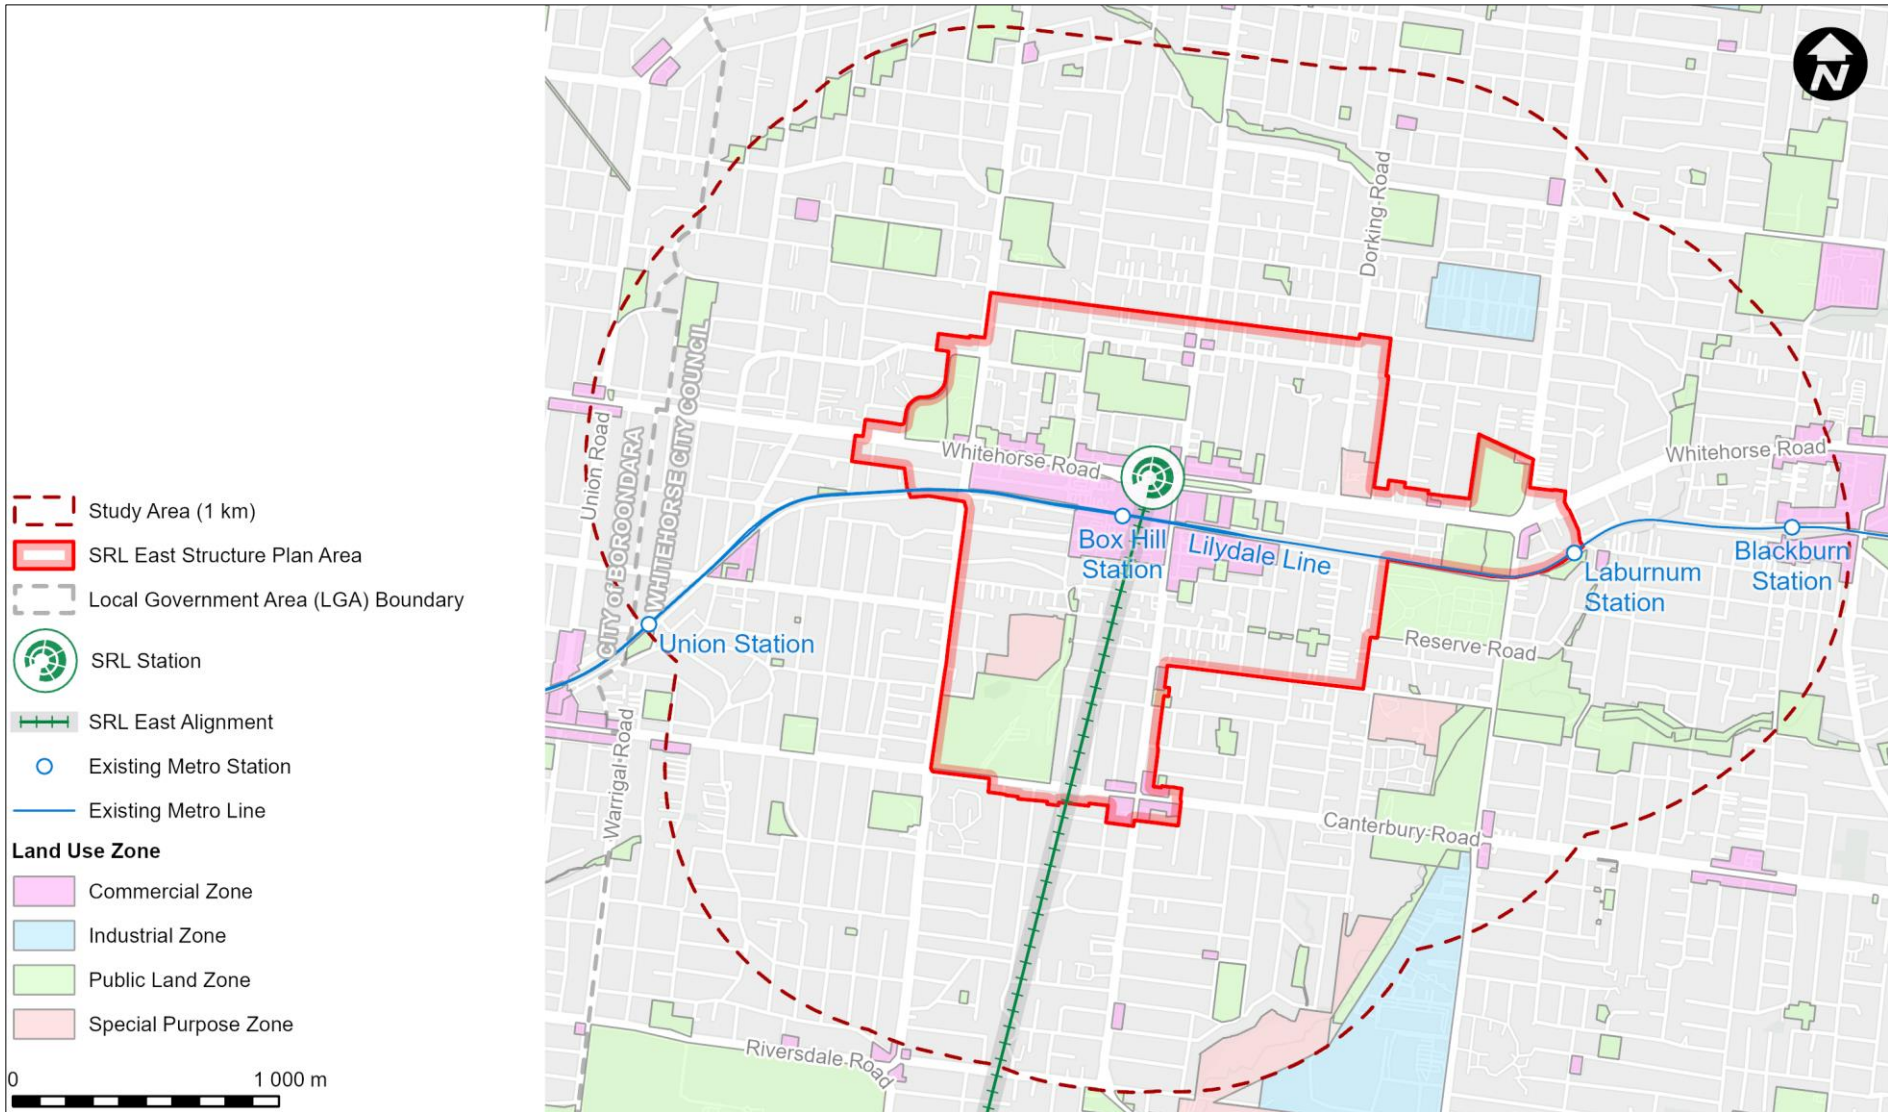 N
Dorking Road
Union Road
CITY of BOROONDARA
WHITEHORSE CITY COUNCIL
Whitehorse Road
Whitehorse Road
Box Hill
Station
Lilydale Line
Laburnum
Station
Blackburn
Station
Union Station
Reserve Road
Warrigal Road
Canterbury Road
Riversdale Road
Study Area (1 km)
SRL East Structure Plan Area
Local Government Area (LGA) Boundary
SRL Station
SRL East Alignment
Existing Metro Station
Existing Metro Line
Land Use Zone
Commercial Zone
Industrial Zone
Public Land Zone
Special Purpose Zone
0 1 000 m